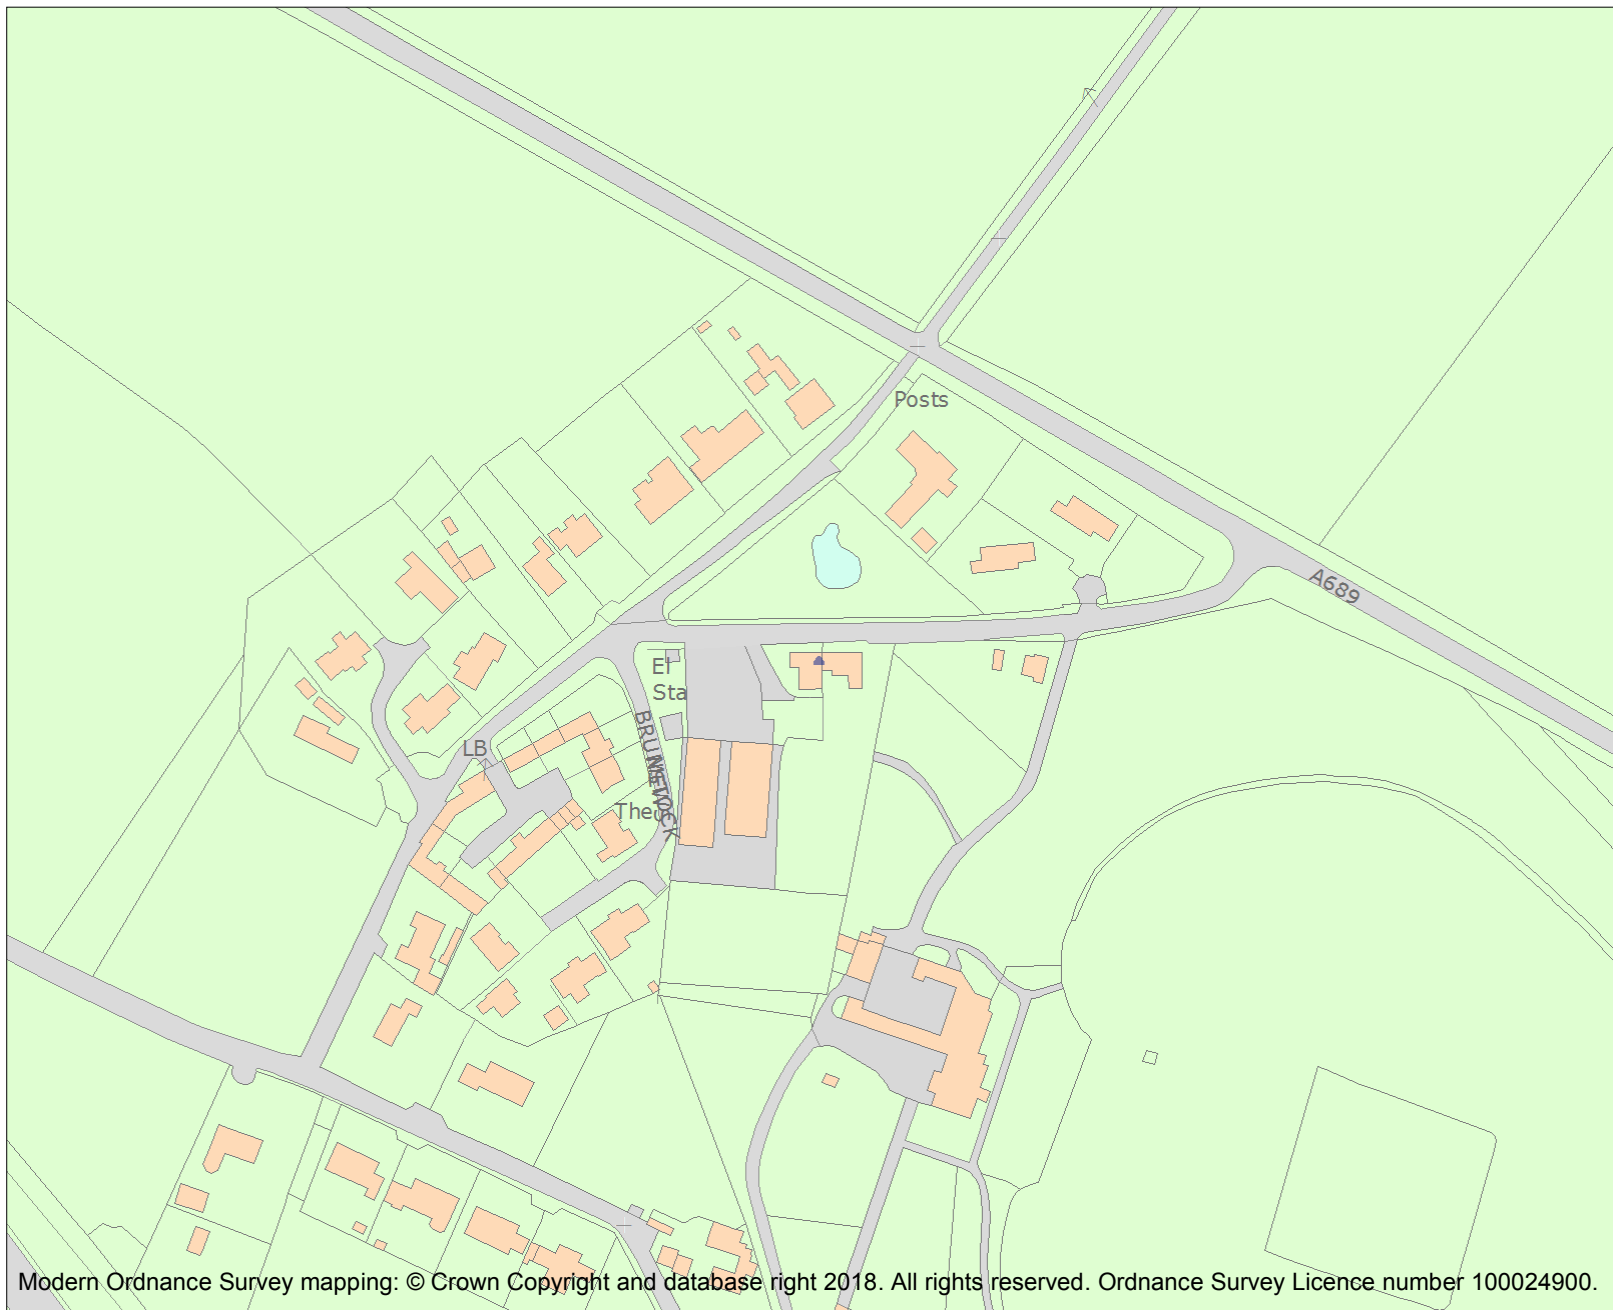 Posts
A689
El
Sta
LB
The
Modern Ordnance Survey mapping: © Crown Copyright and database right 2018. All rights reserved. Ordnance Survey Licence number 100024900.